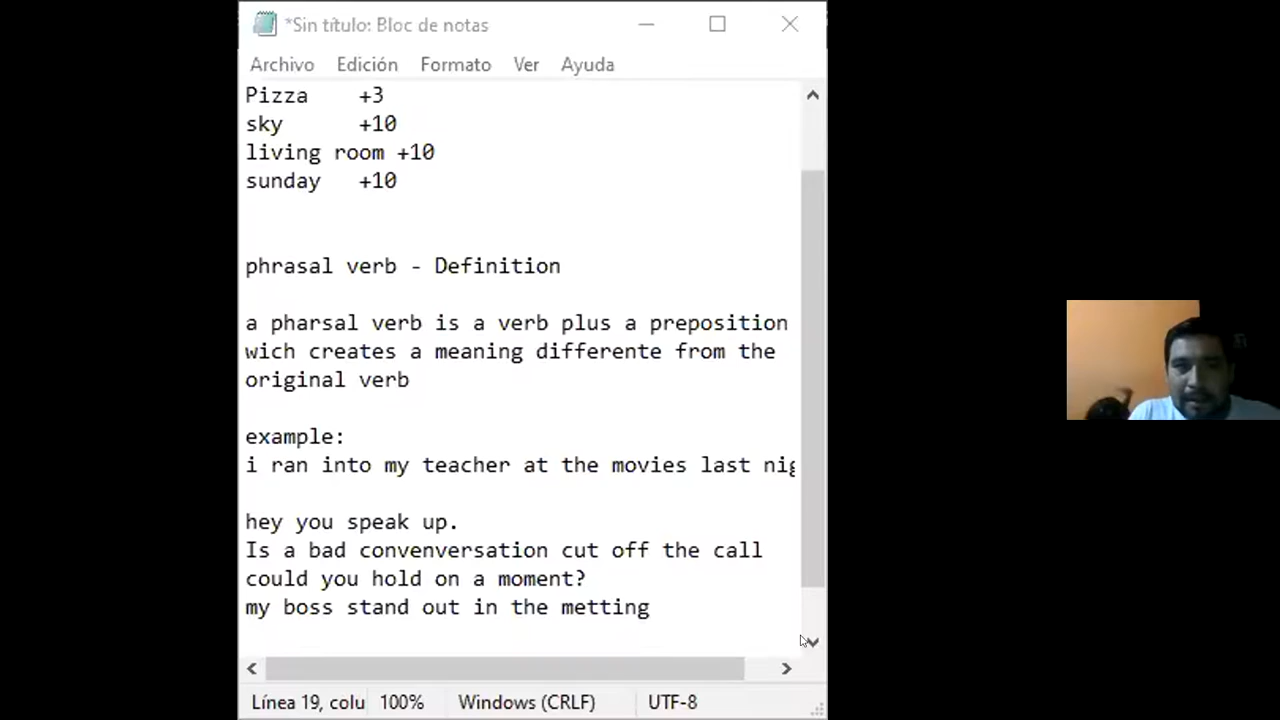 *Sin título: Bloc de notas
Archivo Edición Formato Ver Ayuda
Pizza +3
sky +10
living room +10
sunday +10
phrasal verb - Definition
a pharsal verb is a verb plus a preposition
wich creates a meaning differente from the
original verb
example:
i ran into my teacher at the movies last nig
hey you speak up.
Is a bad convenversation cut off the call
could you hold on a moment?
my boss stand out in the metting
Línea 19, colu 100% Windows (CRLF) UTF-8